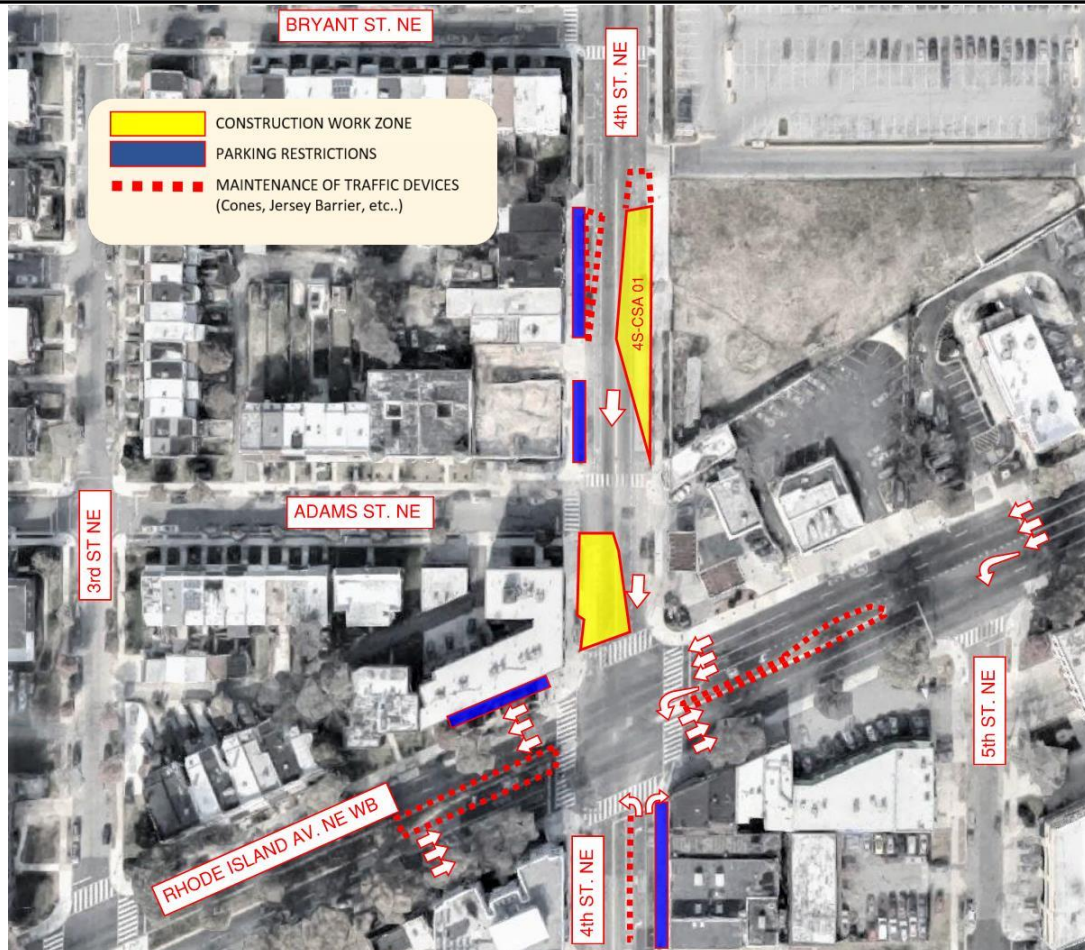 BRYANT ST. NE
4th ST. NE
CONSTRUCTION WORK ZONE
PARKING RESTRICTIONS
MAINTENANCE OF TRAFFIC DEVICES
(Cones, Jersey Barrier, etc..)
4S-CSA 01
ADAMS ST. NE
3rd ST NE
5th ST. NE
RHODE ISLAND AV. NE WB
4th ST. NE